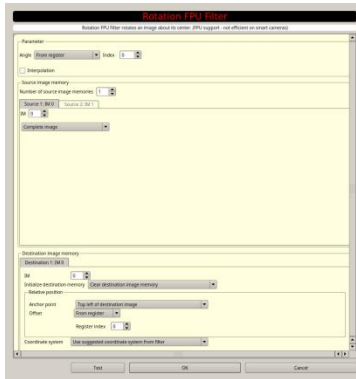 Rotation FPU Filter
Rotation FPU filter rotates an image about its center. (FPU support - not efficient on smart cameras)
Parameter
Angle From register Index 0
Interpolation
Source image memory
Number of source image memories: 1
Source 1: IM 0 Source 2: IM 1
IM 0
Complete image
Destination image memory
Destination 1: IM 0
IM 0
Initialize destination memory Clear destination image memory
Relative position
Anchor point Top left of destination image
Offset From register
Register index 0
Coordinate system Use suggested coordinate system from filter
Test OK Cancel